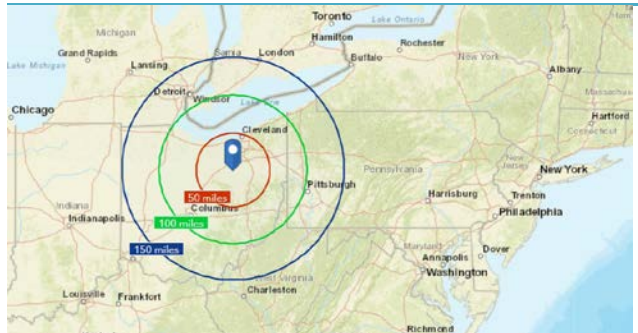 Michigan
Toronto
Lake Ontario
Hamilton
Rochester
Grand Rapids
Sarnia
London
Buffalo
New York
Lake Michigan
Lansing
Albany
Detroit
Windsor
Massachus
Chicago
Cleveland
Hartford
Connecticut
50 miles
Pittsburgh
Pennsylvania
New York
Indiana
Columbus
Harrisburg
Trenton
100 miles
Philadelphia
Indianapolis
150 miles
Maryland
Dover
Annapolis
West Virginia
Washington
Louisville
Frankfort
Charleston
Richmond